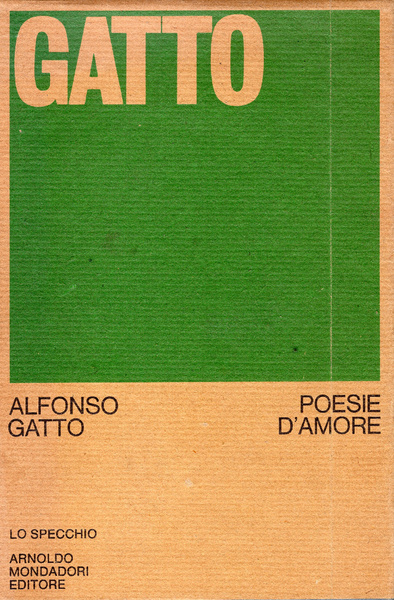 GATTO
ALFONSO
GATTO
POESIE
D'AMORE
LO SPECCHIO
ARNOLDO
MONDADORI
EDITORE